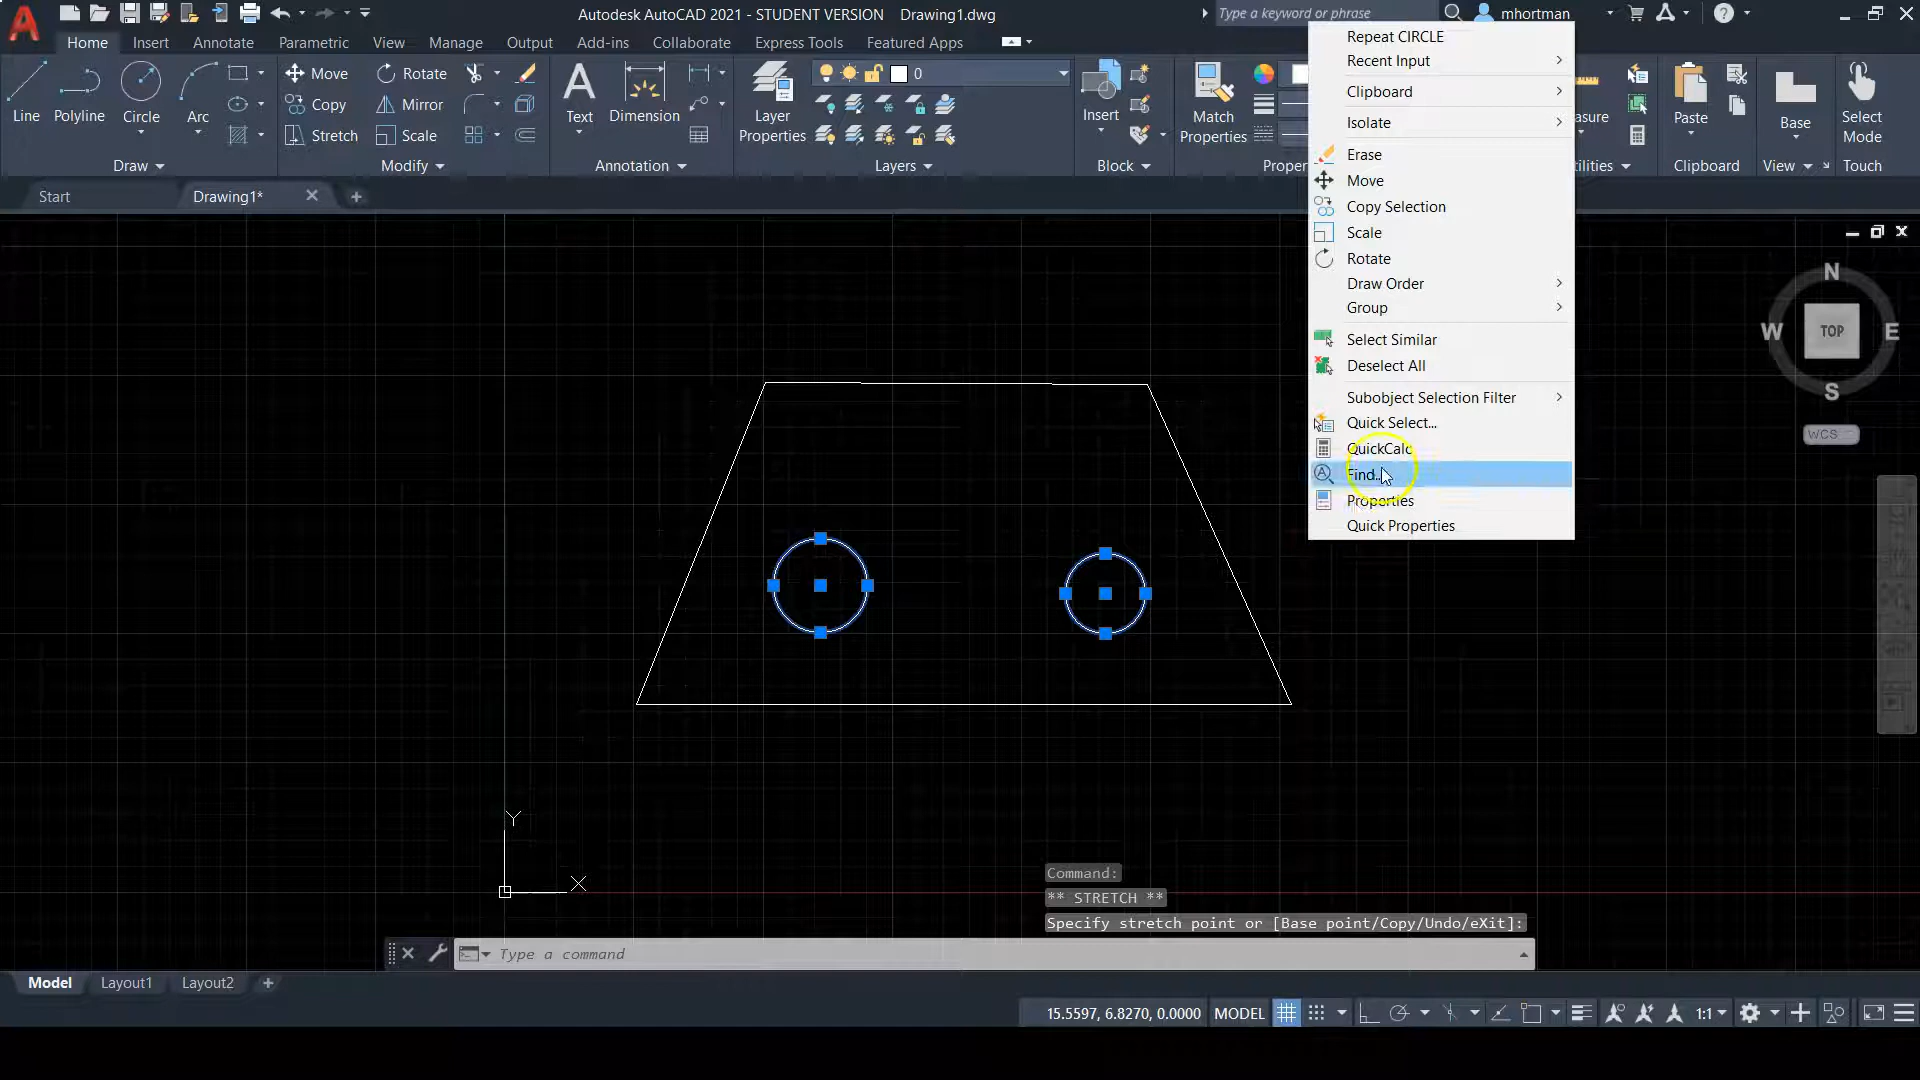 Autodesk AutoCAD 2021 - STUDENT VERSION Drawing1.dwg
Type a keyword or phrase
mhortman
Home Insert Annotate Parametric View Manage Output Add-ins Collaborate Express Tools Featured Apps
Line Polyline Circle Arc
Move Rotate
Copy Mirror
Stretch Scale
Text Dimension
Layer Properties
0
Insert
Match Properties
Paste
Base
Select Mode
Draw Modify Annotation Layers Block Clipboard View Touch
Start Drawing1*
Repeat CIRCLE
Recent Input
Clipboard
Isolate
Erase
Move
Copy Selection
Scale
Rotate
Draw Order
Group
Select Similar
Deselect All
Subobject Selection Filter
Quick Select...
QuickCalc
Find...
Properties
Quick Properties
N
W TOP E
S
WCS
Y
X
Command:
** STRETCH **
Specify stretch point or [Base point/Copy/Undo/eXit]:
Type a command
Model Layout1 Layout2
15.5597, 6.8270, 0.0000 MODEL 1:1